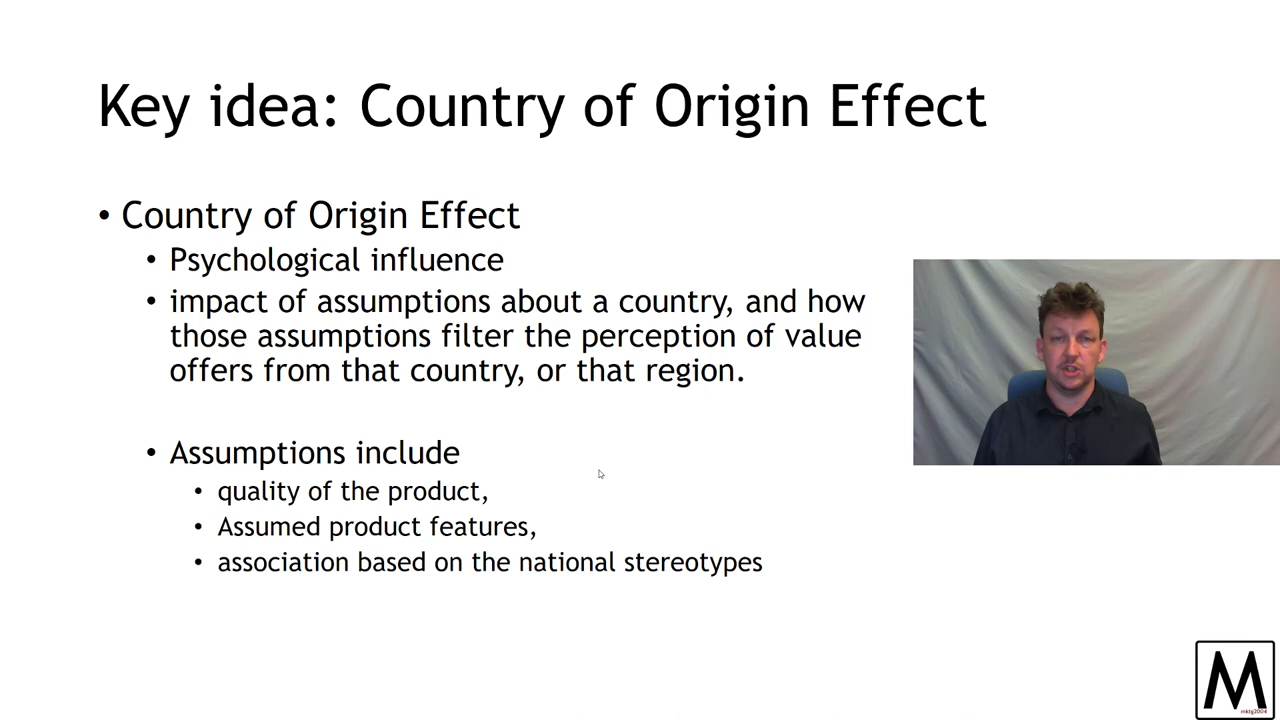 Key idea: Country of Origin Effect
• Country of Origin Effect
• Psychological influence
• impact of assumptions about a country, and how
those assumptions filter the perception of value
offers from that country, or that region.
• Assumptions include
• quality of the product,
• Assumed product features,
• association based on the national stereotypes
M
mktg2004